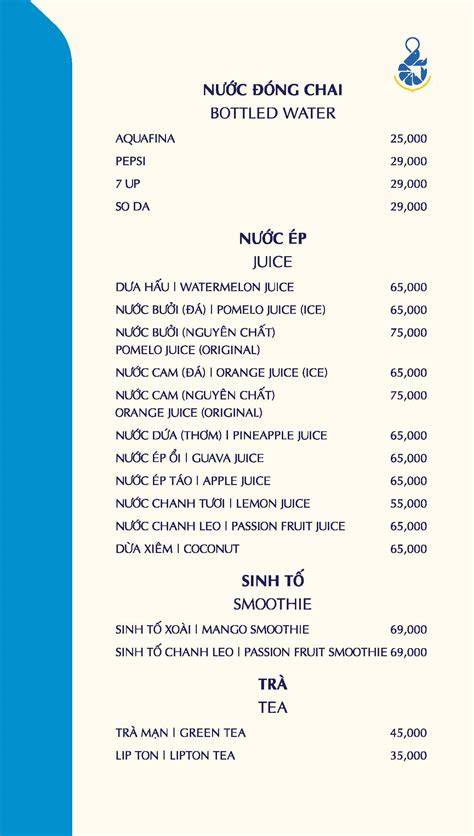 NƯỚC ĐÓNG CHAI
BOTTLED WATER
AQUAFINA 25,000
PEPSI 29,000
7 UP 29,000
SO DA 29,000
NƯỚC ÉP
JUICE
DƯA HẤU | WATERMELON JUICE 65,000
NƯỚC BƯỞI (ĐÁ) | POMELO JUICE (ICE) 65,000
NƯỚC BƯỞI (NGUYÊN CHẤT) 75,000
POMELO JUICE (ORIGINAL)
NƯỚC CAM (ĐÁ) | ORANGE JUICE (ICE) 65,000
NƯỚC CAM (NGUYÊN CHẤT) 75,000
ORANGE JUICE (ORIGINAL)
NƯỚC DỨA (THƠM) | PINEAPPLE JUICE 65,000
NƯỚC ÉP ỔI | GUAVA JUICE 65,000
NƯỚC ÉP TÁO | APPLE JUICE 65,000
NƯỚC CHANH TƯƠI | LEMON JUICE 55,000
NƯỚC CHANH LEO | PASSION FRUIT JUICE 65,000
DỪA XIÊM | COCONUT 65,000
SINH TỐ
SMOOTHIE
SINH TỐ XOÀI | MANGO SMOOTHIE 69,000
SINH TỐ CHANH LEO | PASSION FRUIT SMOOTHIE 69,000
TRÀ
TEA
TRÀ MẠN | GREEN TEA 45,000
LIP TON | LIPTON TEA 35,000